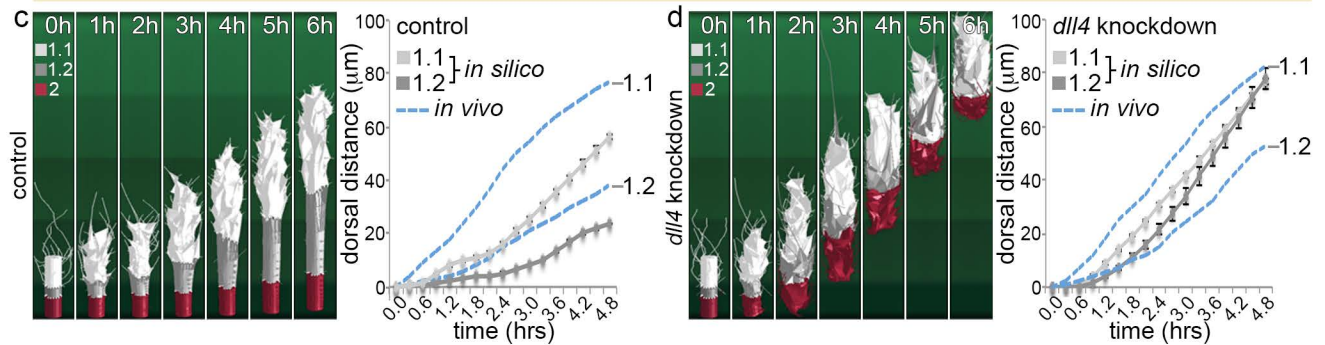 c
0h 1h 2h 3h 4h 5h 6h
1.1
1.2
2
control
control
1.1
1.2
in silico
in vivo
1.1
1.2
dorsal distance (µm)
100
80
60
40
20
0
0.0 0.6 1.2 1.8 2.4 3.0 3.6 4.2 4.8
time (hrs)
d
0h 1h 2h 3h 4h 5h 6h
1.1
1.2
2
dll4 knockdown
dll4 knockdown
1.1
1.2
in silico
in vivo
1.1
1.2
dorsal distance (µm)
100
80
60
40
20
0
0.0 0.6 1.2 1.8 2.4 3.0 3.6 4.2 4.8
time (hrs)